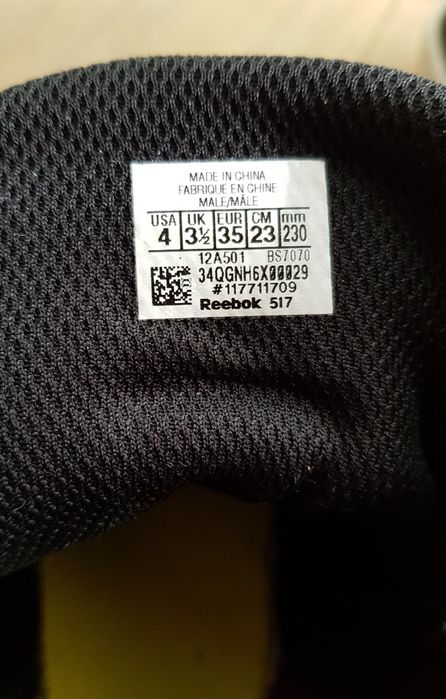 MADE IN CHINA
FABRIQUE EN CHINE
MALE/MÂLE
USA UK EUR CM mm
4 3½ 35 23 230
12A501 BS7070
34QGNH6X00029
#117711709
Reebok 517